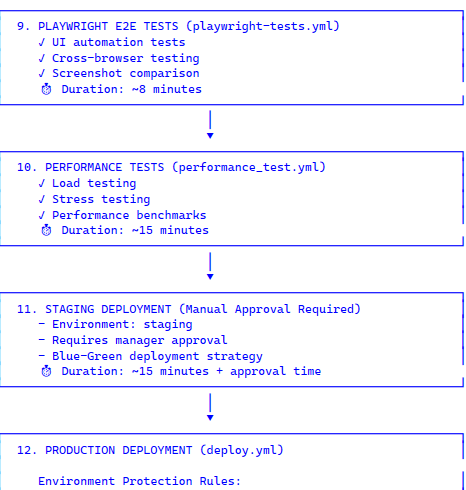 9. PLAYWRIGHT E2E TESTS (playwright-tests.yml)
✓ UI automation tests
✓ Cross-browser testing
✓ Screenshot comparison
⏱ Duration: ~8 minutes
10. PERFORMANCE TESTS (performance_test.yml)
✓ Load testing
✓ Stress testing
✓ Performance benchmarks
⏱ Duration: ~15 minutes
11. STAGING DEPLOYMENT (Manual Approval Required)
- Environment: staging
- Requires manager approval
- Blue-Green deployment strategy
⏱ Duration: ~15 minutes + approval time
12. PRODUCTION DEPLOYMENT (deploy.yml)
Environment Protection Rules: